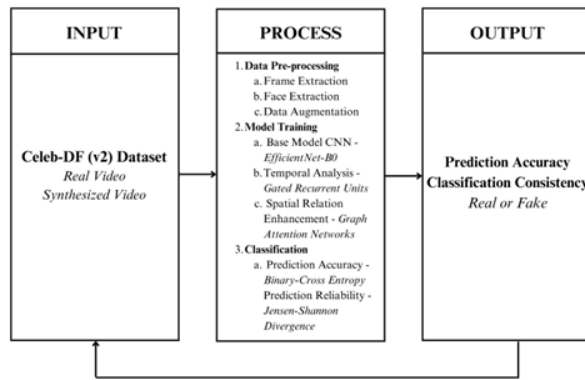 INPUT
Celeb-DF (v2) Dataset
Real Video
Synthesized Video
PROCESS
1. Data Pre-processing
a. Frame Extraction
b. Face Extraction
c. Data Augmentation
2. Model Training
a. Base Model CNN -
EfficientNet-B0
b. Temporal Analysis -
Gated Recurrent Units
c. Spatial Relation
Enhancement - Graph
Attention Networks
3. Classification
a. Prediction Accuracy -
Binary-Cross Entropy
Prediction Reliability -
Jensen-Shannon
Divergence
OUTPUT
Prediction Accuracy
Classification Consistency
Real or Fake